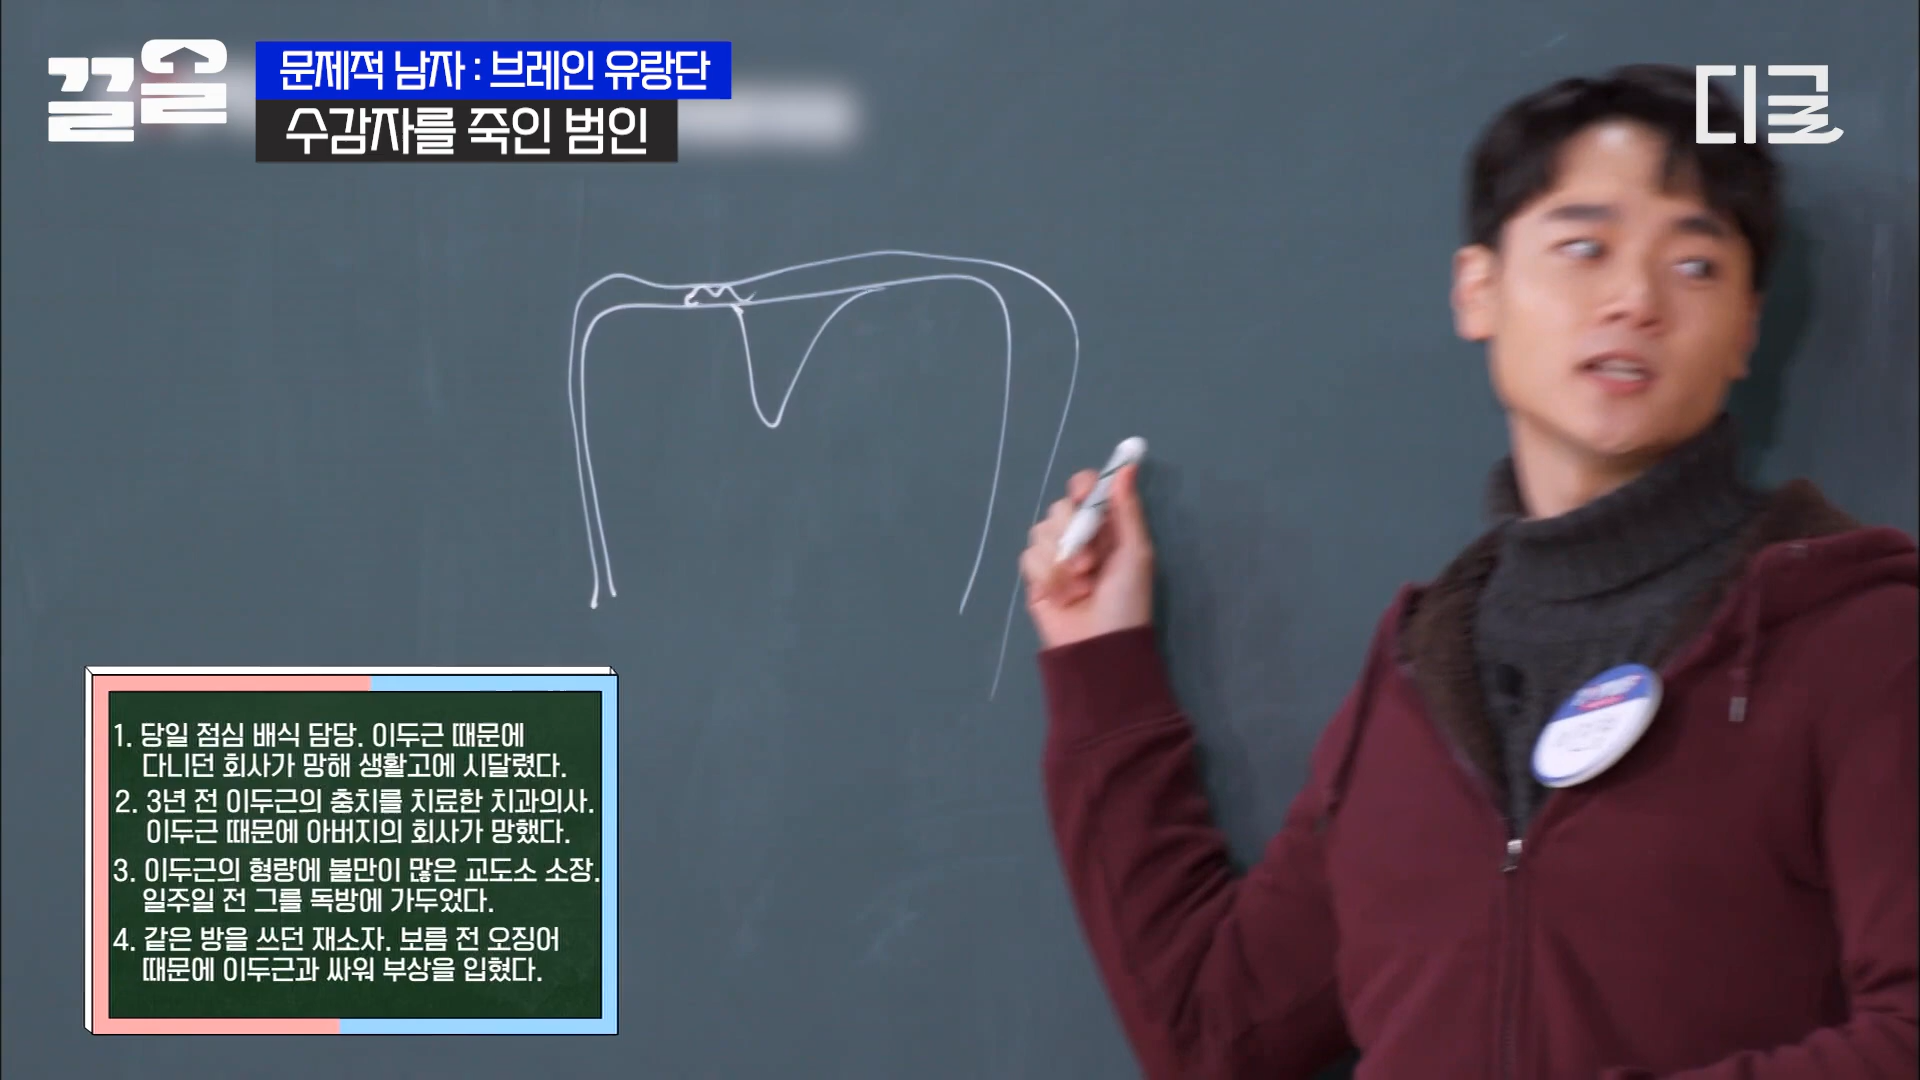 끌올
문제적 남자 : 브레인 유랑단
수감자를 죽인 범인
디글
1. 당일 점심 배식 담당. 이두근 때문에
다니던 회사가 망해 생활고에 시달렸다.
2. 3년 전 이두근의 충치를 치료한 치과의사.
이두근 때문에 아버지의 회사가 망했다.
3. 이두근의 형량에 불만이 많은 교도소 소장.
일주일 전 그를 독방에 가두었다.
4. 같은 방을 쓰던 재소자. 보름 전 오징어
때문에 이두근과 싸워 부상을 입혔다.